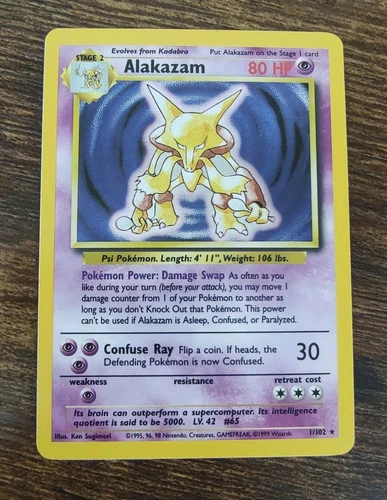 Evolves from Kadabra Put Alakazam on the Stage 1 card
STAGE 2
Alakazam 80 HP
Psi Pokémon. Length: 4' 11", Weight: 106 lbs.
Pokémon Power: Damage Swap As often as you
like during your turn (before your attack), you may move 1
damage counter from 1 of your Pokémon to another as
long as you don't Knock Out that Pokémon. This power
can't be used if Alakazam is Asleep, Confused, or Paralyzed.
Confuse Ray Flip a coin. If heads, the 30
Defending Pokémon is now Confused.
weakness resistance retreat cost
Its brain can outperform a supercomputer. Its intelligence
quotient is said to be 5000. LV. 42 #65
Illus. Ken Sugimori ©1995, 96, 98 Nintendo, Creatures, GAMEFREAK. ©1999 Wizards. 1/102 ★